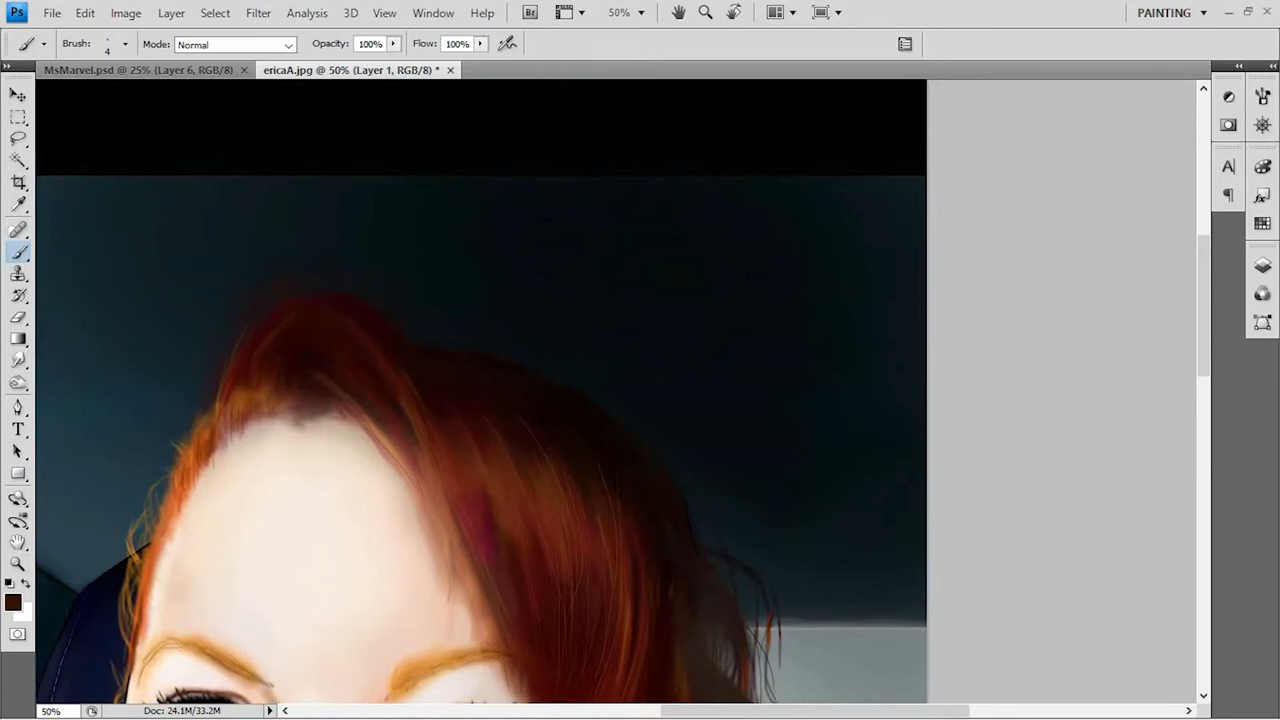 Ps File Edit Image Layer Select Filter Analysis 3D View Window Help Br 50% PAINTING
Brush: 4 Mode: Normal Opacity: 100% Flow: 100%
MsMarvel.psd @ 25% (Layer 6, RGB/8) ericaA.jpg @ 50% (Layer 1, RGB/8) *
50% Doc: 24.1M/33.2M